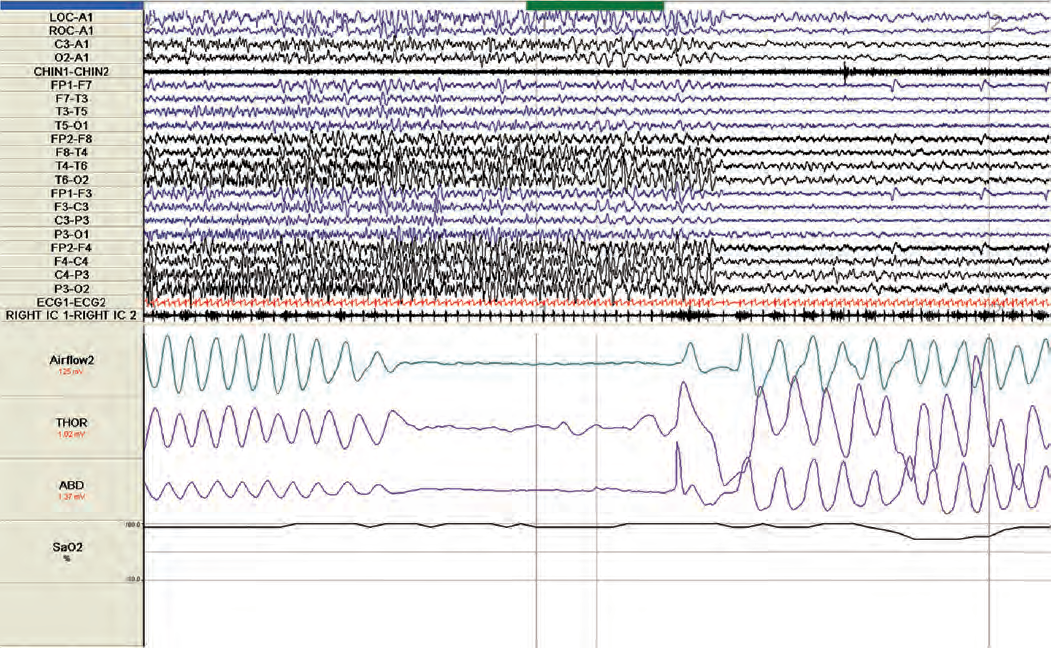 LOC-A1
ROC-A1
C3-A1
O2-A1
CHIN1-CHIN2
FP1-F7
F7-T3
T3-T5
T5-O1
FP2-F8
F8-T4
T4-T6
T6-O2
FP1-F3
F3-C3
C3-P3
P3-O1
FP2-F4
F4-C4
C4-P3
P3-O2
ECG1-ECG2
RIGHT IC 1-RIGHT IC 2
Airflow2
125 mV
THOR
1.02 mV
ABD
1.37 mV
SaO2
%